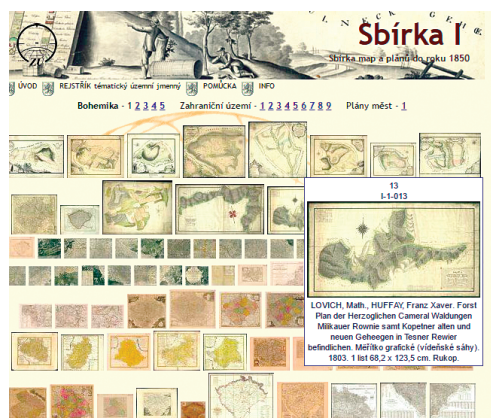 Sbírka I
Sbírka map a plánů do roku 1850
ÚVOD REJSTŘÍK tématický územní jmenný POMŮCKA INFO
Bohemika - 1 2 3 4 5 Zahraniční území - 1 2 3 4 5 6 7 8 9 Plány měst - 1
13
I-1-013
LOVICH, Math., HUFFAY, Franz Xaver. Forst
Plan der Herzoglichen Cameral Waldungen
Milikauer Rownie samt Kopetner alten und
neuen Geheegen in Tesner Rewier
befindlichen. Měřítko grafické (vídeňské sáhy).
1803. 1 list 68,2 x 123,5 cm. Rukop.